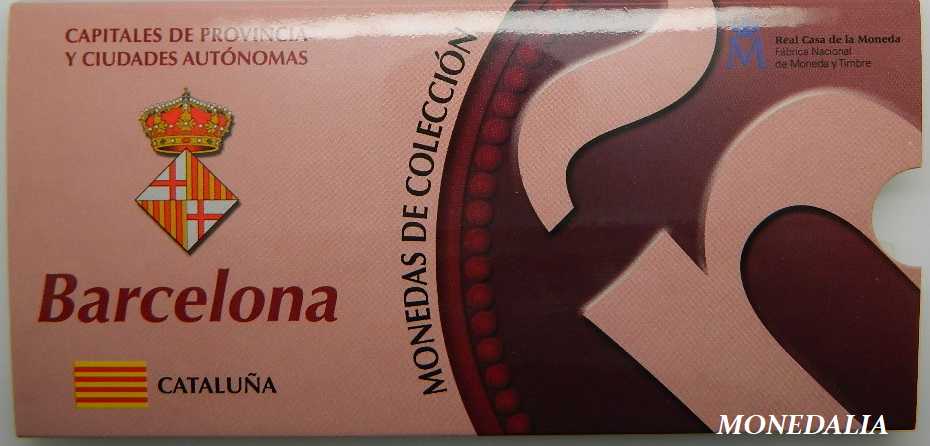 CAPITALES DE PROVINCIA
Y CIUDADES AUTÓNOMAS
Barcelona
CATALUÑA
MONEDAS DE COLECCIÓN
Real Casa de la Moneda
Fábrica Nacional
de Moneda y Timbre
MONEDALIA